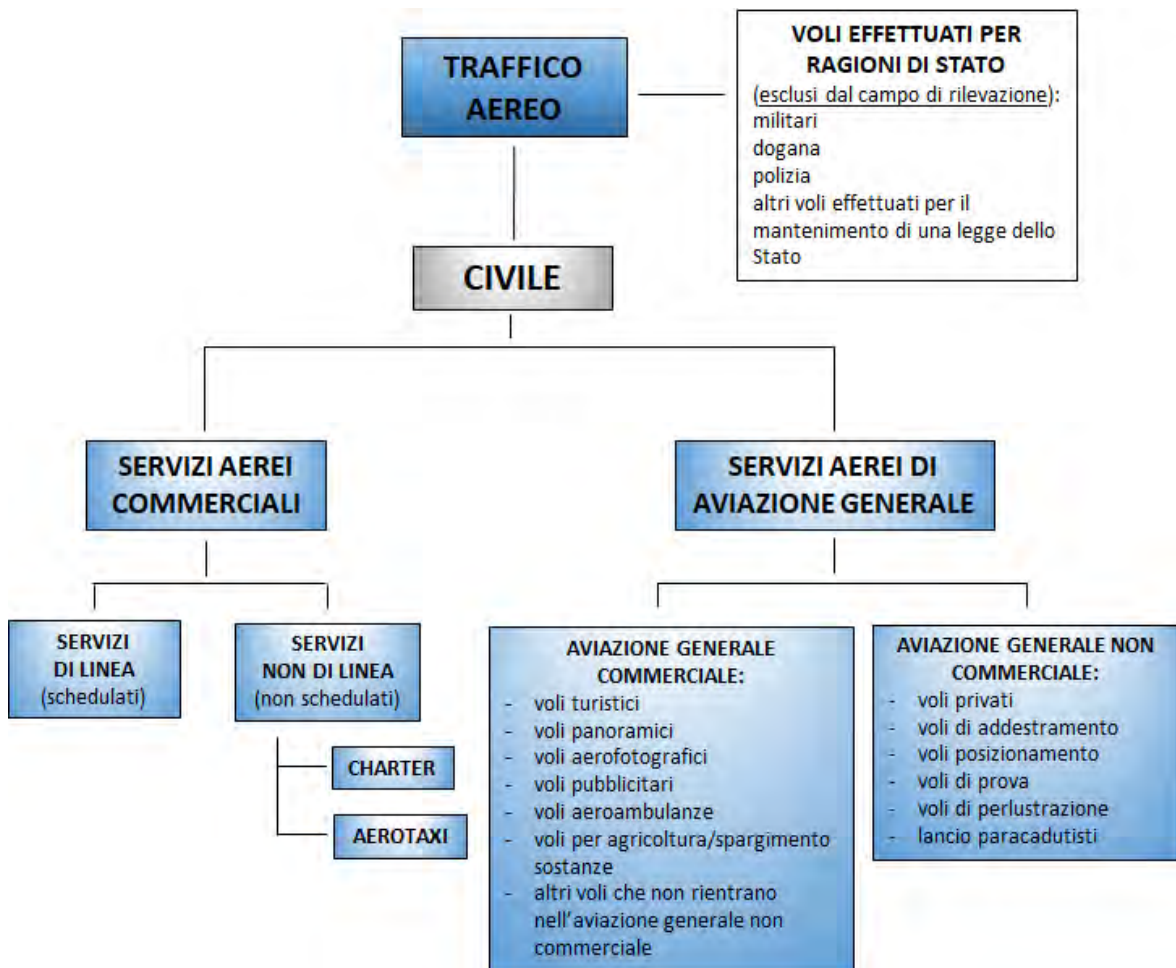 TRAFFICO
AEREO
VOLI EFFETTUATI PER
RAGIONI DI STATO
(esclusi dal campo di rilevazione):
militari
dogana
polizia
altri voli effettuati per il
mantenimento di una legge dello
Stato
CIVILE
SERVIZI AEREI
COMMERCIALI
SERVIZI AEREI DI
AVIAZIONE GENERALE
SERVIZI
DI LINEA
(schedulati)
SERVIZI
NON DI LINEA
(non schedulati)
CHARTER
AEROTAXI
AVIAZIONE GENERALE
COMMERCIALE:
- voli turistici
- voli panoramici
- voli aerofotografici
- voli pubblicitari
- voli aeroambulanze
- voli per agricoltura/spargimento
sostanze
- altri voli che non rientrano
nell'aviazione generale non
commerciale
AVIAZIONE GENERALE NON
COMMERCIALE:
- voli privati
- voli di addestramento
- voli posizionamento
- voli di prova
- voli di perlustrazione
- lancio paracadutisti